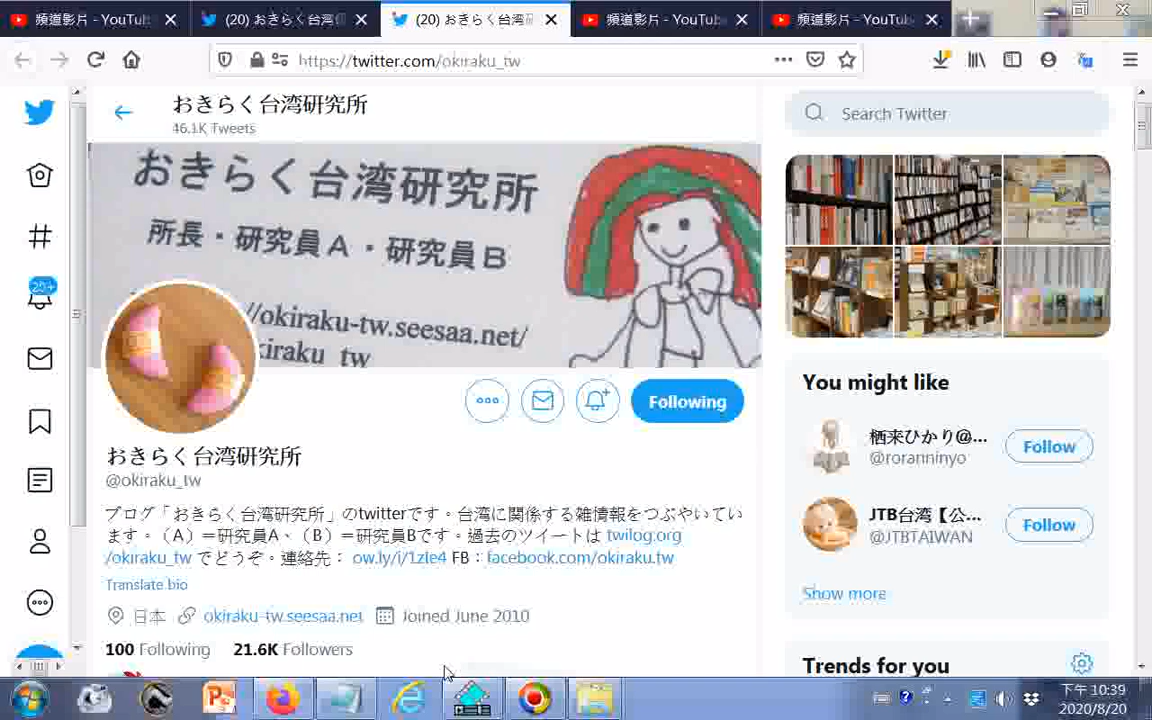 頻道影片 - YouTu
(20) おきらく台湾
(20) おきらく台湾研
頻道影片 - YouTub
頻道影片 - YouTub
https://twitter.com/okiraku_tw
おきらく台湾研究所
46.1K Tweets
Search Twitter
おきらく台湾研究所
所長・研究員A・研究員B
//okiraku-tw.seesaa.net/
kiraku_tw
25+
Following
You might like
栖来ひかり@...
@roranninyo
Follow
JTB台湾【公...
@JTBTAIWAN
Follow
Show more
Trends for you
おきらく台湾研究所
@okiraku_tw
ブログ「おきらく台湾研究所」のtwitterです。台湾に関係する雑情報をつぶやいてい
ます。（A）＝研究員A、（B）＝研究員Bです。過去のツイートは twilog.org
/okiraku_tw でどうぞ。連絡先： ow.ly/i/1zle4 FB：facebook.com/okiraku.tw
Translate bio
日本 okiraku-tw.seesaa.net Joined June 2010
100 Following 21.6K Followers
下午 10:39
2020/8/20